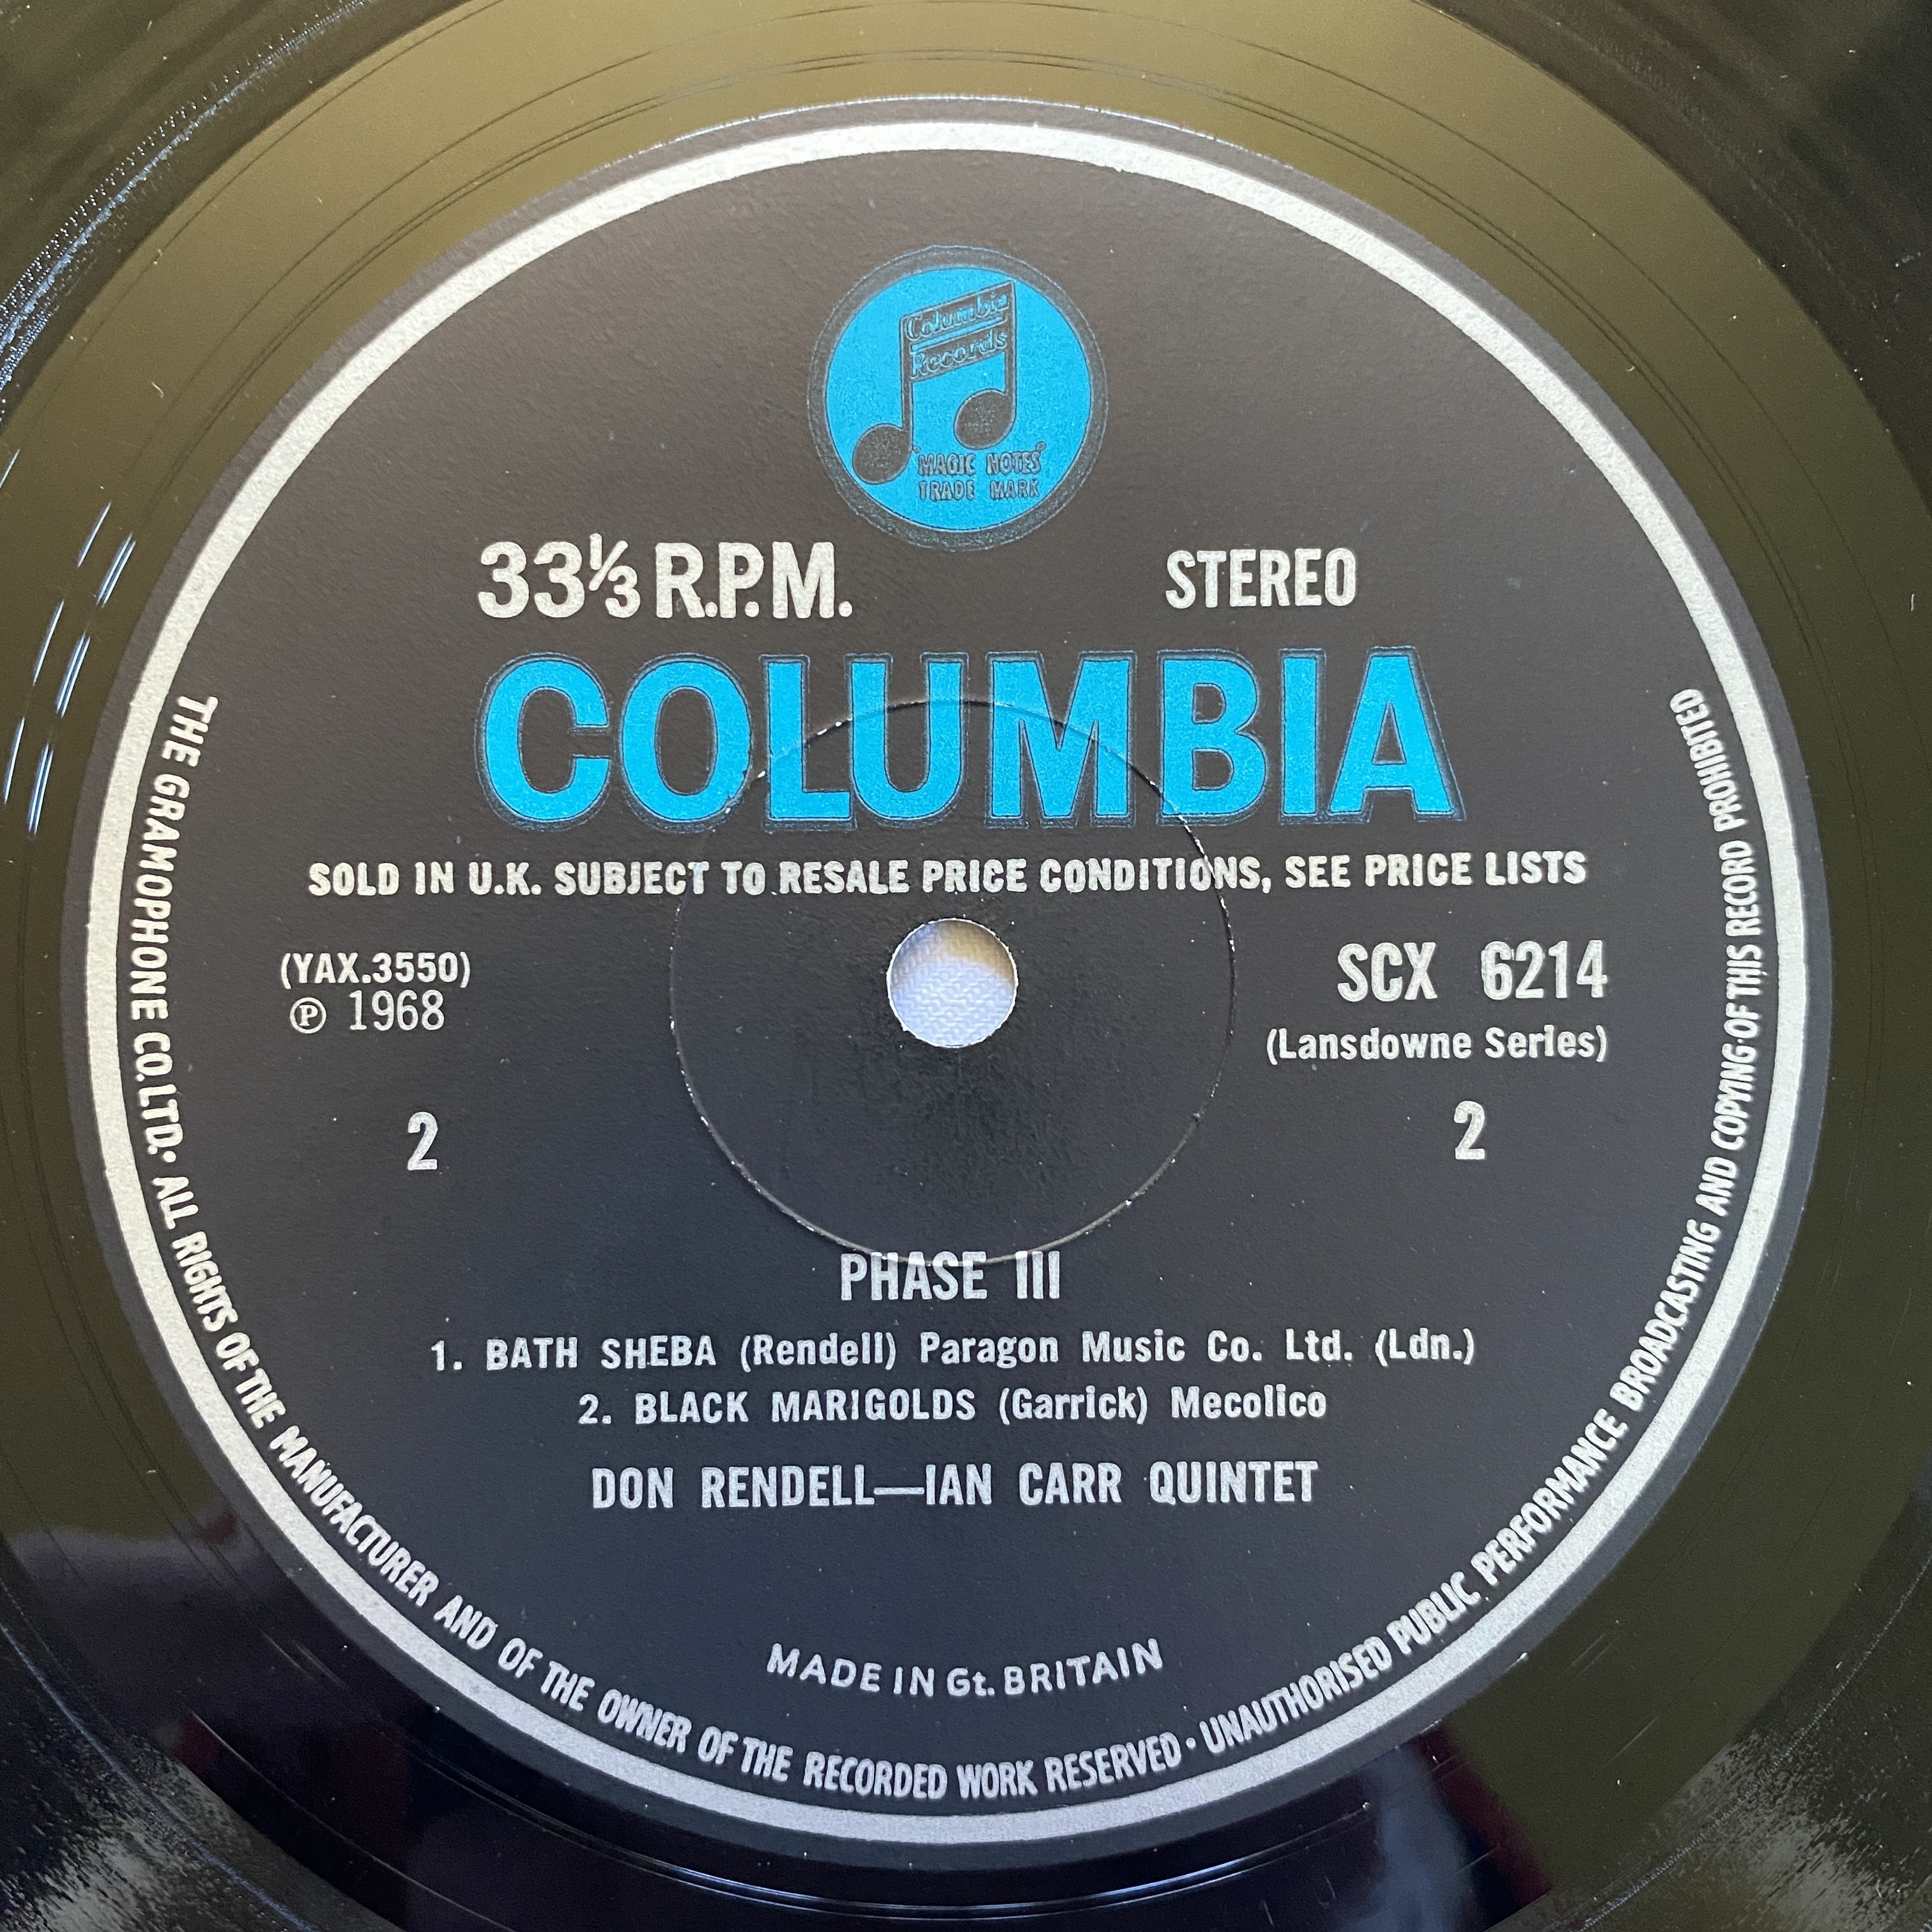 Columbia
Records
'MAGIC NOTES'
TRADE MARK
33⅓ R.P.M.
STEREO
COLUMBIA
SOLD IN U.K. SUBJECT TO RESALE PRICE CONDITIONS, SEE PRICE LISTS
(YAX.3550)
℗ 1968
SCX 6214
(Lansdowne Series)
2
2
PHASE III
1. BATH SHEBA (Rendell) Paragon Music Co. Ltd. (Ldn.)
2. BLACK MARIGOLDS (Garrick) Mecolico
DON RENDELL—IAN CARR QUINTET
MADE IN Gt. BRITAIN
THE GRAMOPHONE CO. LTD. • ALL RIGHTS OF THE MANUFACTURER AND OF THE OWNER OF THE RECORDED WORK RESERVED • UNAUTHORISED PUBLIC PERFORMANCE BROADCASTING AND COPYING OF THIS RECORD PROHIBITED